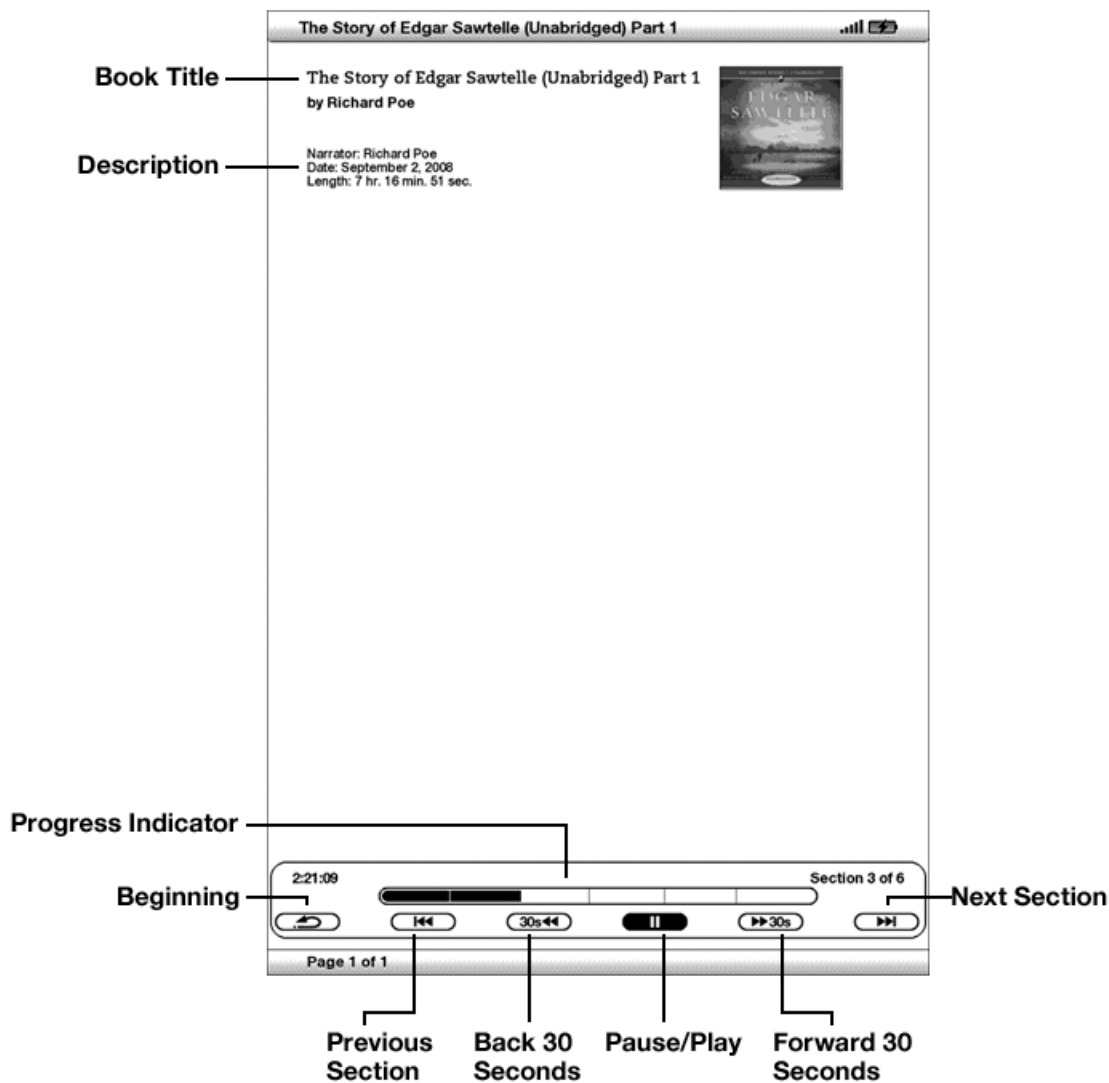 The Story of Edgar Sawtelle (Unabridged) Part 1
Book Title
The Story of Edgar Sawtelle (Unabridged) Part 1
by Richard Poe
EDGAR
SAWTELLE
Description
Narrator: Richard Poe
Date: September 2, 2008
Length: 7 hr. 16 min. 51 sec.
Progress Indicator
2:21:09
Section 3 of 6
Beginning
Next Section
30s
30s
Page 1 of 1
Previous
Section
Back 30
Seconds
Pause/Play
Forward 30
Seconds